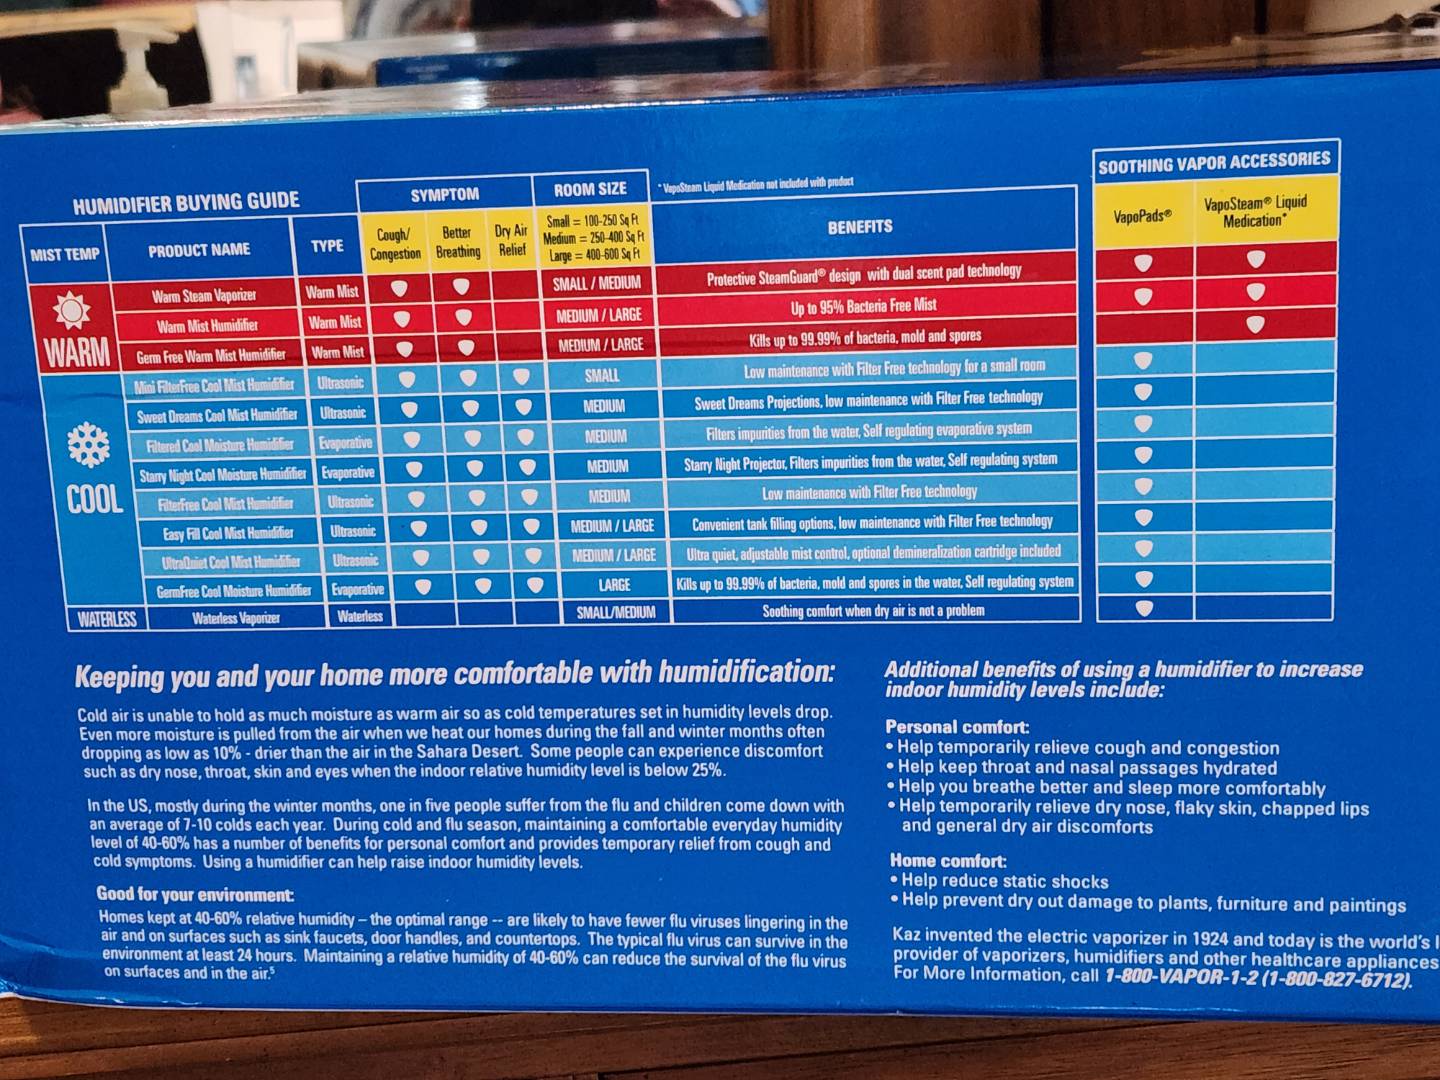 HUMIDIFIER BUYING GUIDE
SYMPTOM
ROOM SIZE
* VapoSteam Liquid Medication not included with product
SOOTHING VAPOR ACCESSORIES
MIST TEMP
PRODUCT NAME
TYPE
Cough/
Congestion
Better
Breathing
Dry Air
Relief
Small = 100-250 Sq Ft
Medium = 250-400 Sq Ft
Large = 400-600 Sq Ft
BENEFITS
VapoPads®
VapoSteam® Liquid
Medication*
WARM
Warm Steam Vaporizer Warm Mist SMALL / MEDIUM Protective SteamGuard® design with dual scent pad technology
Warm Mist Humidifier Warm Mist MEDIUM / LARGE Up to 95% Bacteria Free Mist
Germ Free Warm Mist Humidifier Warm Mist MEDIUM / LARGE Kills up to 99.99% of bacteria, mold and spores
COOL
Mini FilterFree Cool Mist Humidifier Ultrasonic SMALL Low maintenance with Filter Free technology for a small room
Sweet Dreams Cool Mist Humidifier Ultrasonic MEDIUM Sweet Dreams Projections, low maintenance with Filter Free technology
Filtered Cool Moisture Humidifier Evaporative MEDIUM Filters impurities from the water, Self regulating evaporative system
Starry Night Cool Moisture Humidifier Evaporative MEDIUM Starry Night Projector, Filters impurities from the water, Self regulating system
FilterFree Cool Mist Humidifier Ultrasonic MEDIUM Low maintenance with Filter Free technology
Easy Fill Cool Mist Humidifier Ultrasonic MEDIUM / LARGE Convenient tank filling options, low maintenance with Filter Free technology
UltraQuiet Cool Mist Humidifier Ultrasonic MEDIUM / LARGE Ultra quiet, adjustable mist control, optional demineralization cartridge included
GermFree Cool Moisture Humidifier Evaporative LARGE Kills up to 99.99% of bacteria, mold and spores in the water, Self regulating system
WATERLESS Waterless Vaporizer Waterless SMALL/MEDIUM Soothing comfort when dry air is not a problem
Keeping you and your home more comfortable with humidification:
Cold air is unable to hold as much moisture as warm air so as cold temperatures set in humidity levels drop.
Even more moisture is pulled from the air when we heat our homes during the fall and winter months often
dropping as low as 10% - drier than the air in the Sahara Desert. Some people can experience discomfort
such as dry nose, throat, skin and eyes when the indoor relative humidity level is below 25%.
In the US, mostly during the winter months, one in five people suffer from the flu and children come down with
an average of 7-10 colds each year. During cold and flu season, maintaining a comfortable everyday humidity
level of 40-60% has a number of benefits for personal comfort and provides temporary relief from cough and
cold symptoms. Using a humidifier can help raise indoor humidity levels.
Good for your environment:
Homes kept at 40-60% relative humidity – the optimal range -- are likely to have fewer flu viruses lingering in the
air and on surfaces such as sink faucets, door handles, and countertops. The typical flu virus can survive in the
environment at least 24 hours. Maintaining a relative humidity of 40-60% can reduce the survival of the flu virus
on surfaces and in the air.⁵
Additional benefits of using a humidifier to increase
indoor humidity levels include:
Personal comfort:
• Help temporarily relieve cough and congestion
• Help keep throat and nasal passages hydrated
• Help you breathe better and sleep more comfortably
• Help temporarily relieve dry nose, flaky skin, chapped lips
and general dry air discomforts
Home comfort:
• Help reduce static shocks
• Help prevent dry out damage to plants, furniture and paintings
Kaz invented the electric vaporizer in 1924 and today is the world's
provider of vaporizers, humidifiers and other healthcare appliances
For More Information, call 1-800-VAPOR-1-2 (1-800-827-6712).